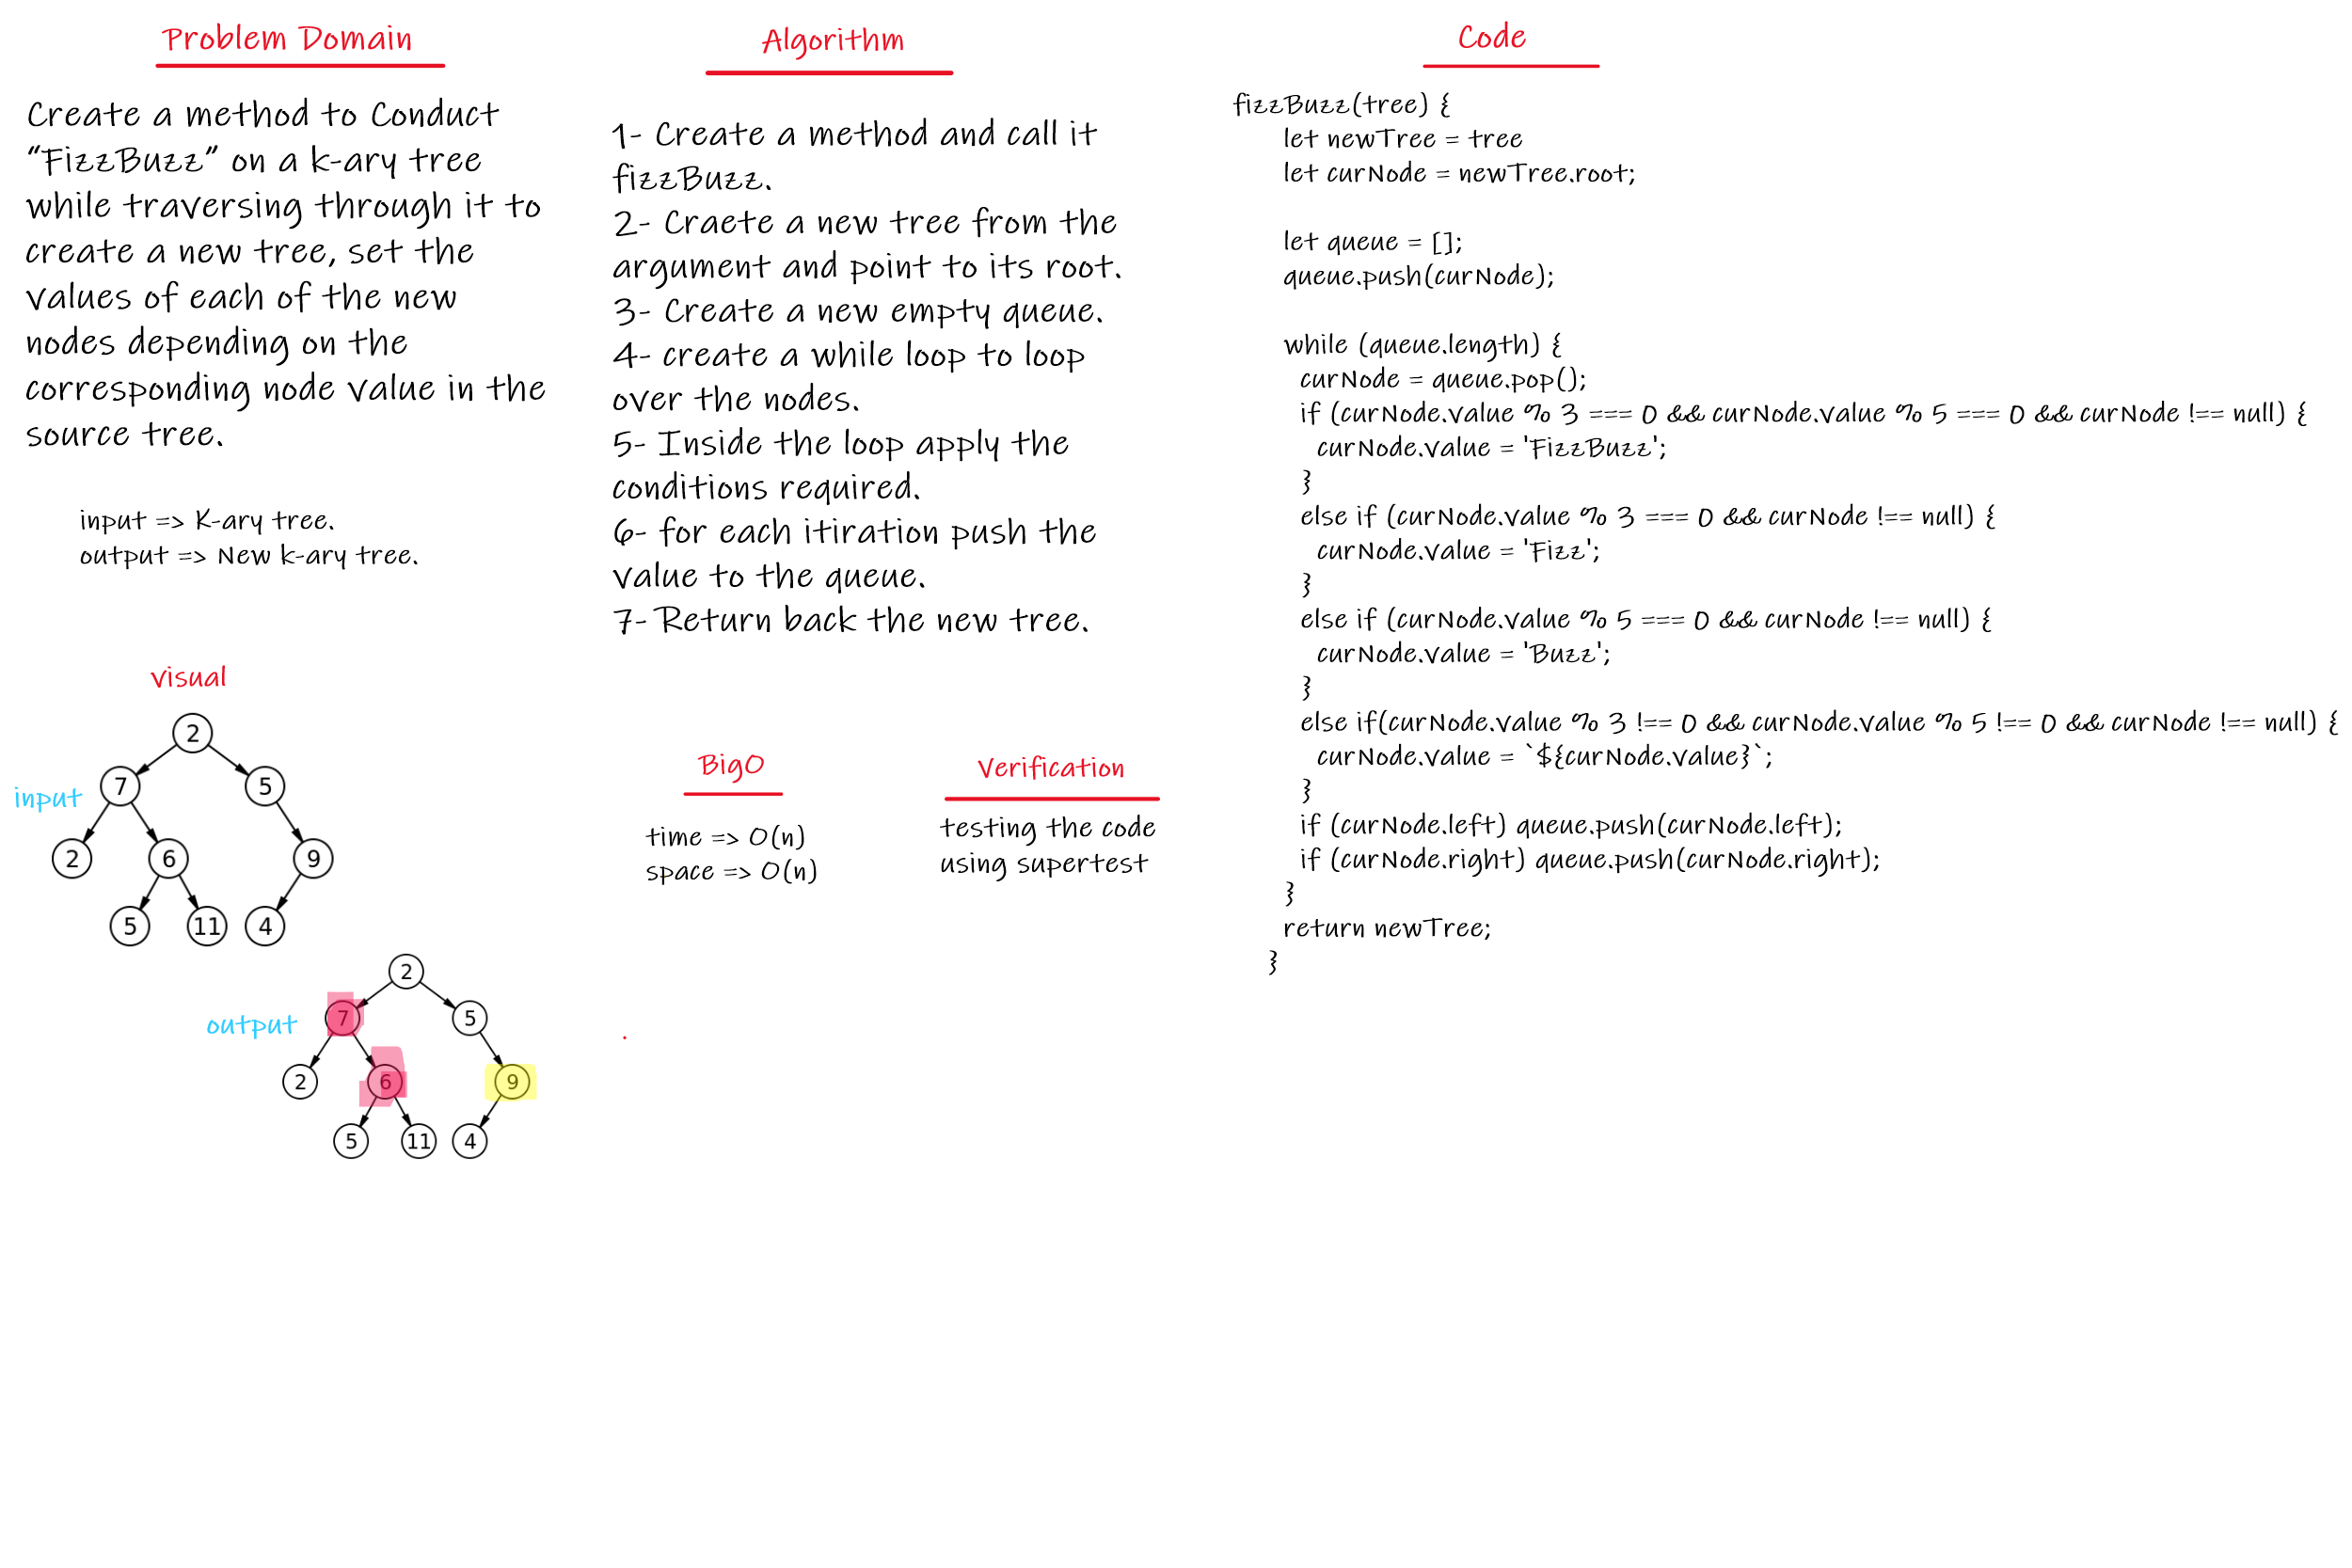 Problem Domain
Create a method to Conduct
“FizzBuzz” on a k-ary tree
while traversing through it to
create a new tree, set the
values of each of the new
nodes depending on the
corresponding node value in the
source tree.
input => K-ary tree.
output => New k-ary tree.
visual
input
2
7
5
2
6
9
5
11
4
output
2
7
5
2
6
9
5
11
4
Algorithm
1- Create a method and call it
fizzBuzz.
2- Craete a new tree from the
argument and point to its root.
3- Create a new empty queue.
4- create a while loop to loop
over the nodes.
5- Inside the loop apply the
conditions required.
6- for each itiration push the
value to the queue.
7- Return back the new tree.
BigO
time => O(n)
space => O(n)
Verification
testing the code
using supertest
Code
fizzBuzz(tree) {
let newTree = tree
let curNode = newTree.root;
let queue = [];
queue.push(curNode);
while (queue.length) {
curNode = queue.pop();
if (curNode.value % 3 === 0 && curNode.value % 5 === 0 && curNode !== null) {
curNode.value = 'FizzBuzz';
}
else if (curNode.value % 3 === 0 && curNode !== null) {
curNode.value = 'Fizz';
}
else if (curNode.value % 5 === 0 && curNode !== null) {
curNode.value = 'Buzz';
}
else if(curNode.value % 3 !== 0 && curNode.value % 5 !== 0 && curNode !== null) {
curNode.value = `${curNode.value}`;
}
if (curNode.left) queue.push(curNode.left);
if (curNode.right) queue.push(curNode.right);
}
return newTree;
}